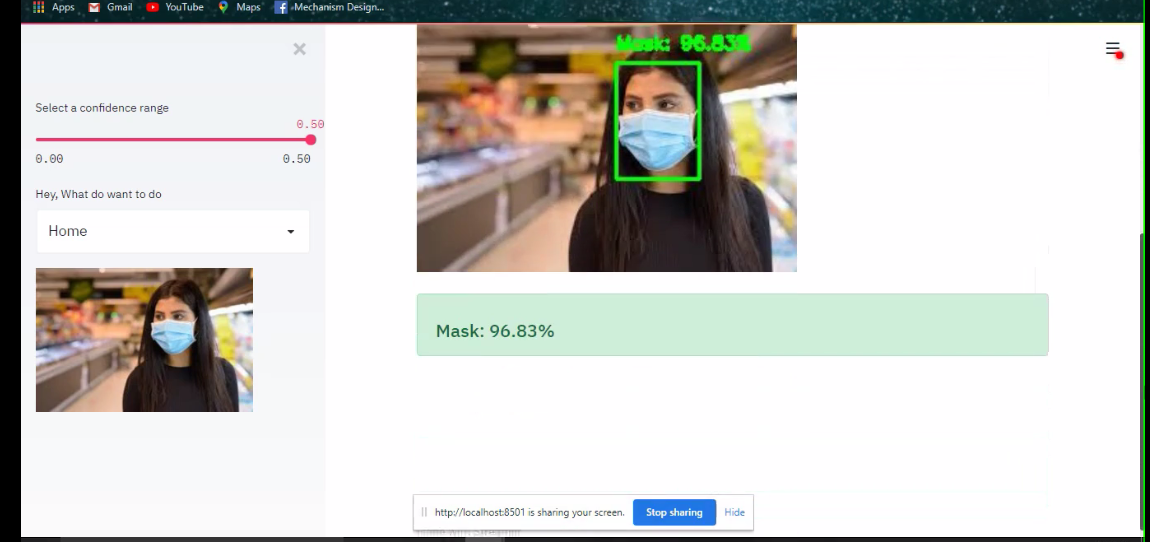 Apps Gmail YouTube Maps Mechanism Design...
Select a confidence range
0.50
0.00 0.50
Hey, What do want to do
Home
Mask: 96.83%
Mask: 96.83%
http://localhost:8501 is sharing your screen. Stop sharing Hide